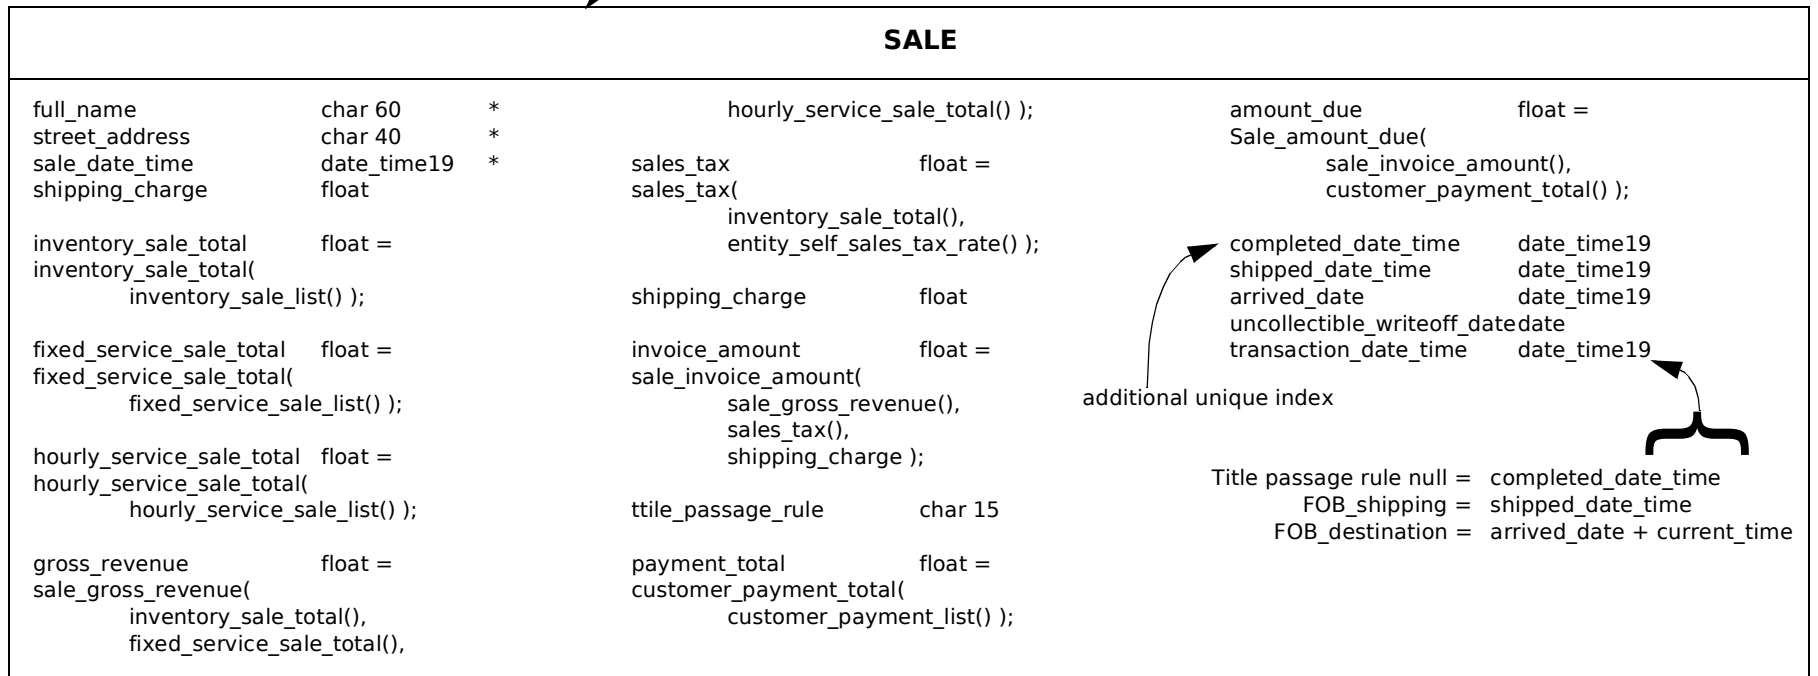 SALE
full_name char 60 *
street_address char 40 *
sale_date_time date_time19 *
shipping_charge float
inventory_sale_total float =
inventory_sale_total(
inventory_sale_list() );
fixed_service_sale_total float =
fixed_service_sale_total(
fixed_service_sale_list() );
hourly_service_sale_total float =
hourly_service_sale_total(
hourly_service_sale_list() );
gross_revenue float =
sale_gross_revenue(
inventory_sale_total(),
fixed_service_sale_total(),
hourly_service_sale_total() );
sales_tax float =
sales_tax(
inventory_sale_total(),
entity_self_sales_tax_rate() );
shipping_charge float
invoice_amount float =
sale_invoice_amount(
sale_gross_revenue(),
sales_tax(),
shipping_charge );
ttile_passage_rule char 15
payment_total float =
customer_payment_total(
customer_payment_list() );
amount_due float =
Sale_amount_due(
sale_invoice_amount(),
customer_payment_total() );
completed_date_time date_time19
shipped_date_time date_time19
arrived_date date_time19
uncollectible_writeoff_date date
transaction_date_time date_time19
additional unique index
Title passage rule null = completed_date_time
FOB_shipping = shipped_date_time
FOB_destination = arrived_date + current_time